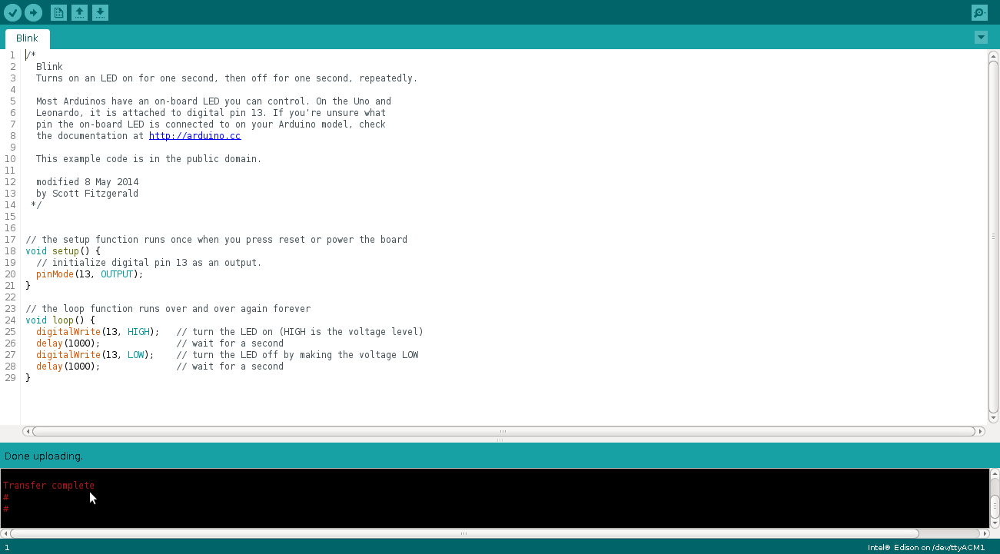 Blink
1 /*
2   Blink
3   Turns on an LED on for one second, then off for one second, repeatedly.
4
5   Most Arduinos have an on-board LED you can control. On the Uno and
6   Leonardo, it is attached to digital pin 13. If you're unsure what
7   pin the on-board LED is connected to on your Arduino model, check
8   the documentation at http://arduino.cc
9
10   This example code is in the public domain.
11
12   modified 8 May 2014
13   by Scott Fitzgerald
14  */
15
16
17 // the setup function runs once when you press reset or power the board
18 void setup() {
19   // initialize digital pin 13 as an output.
20   pinMode(13, OUTPUT);
21 }
22
23 // the loop function runs over and over again forever
24 void loop() {
25   digitalWrite(13, HIGH);   // turn the LED on (HIGH is the voltage level)
26   delay(1000);              // wait for a second
27   digitalWrite(13, LOW);    // turn the LED off by making the voltage LOW
28   delay(1000);              // wait for a second
29 }
Done uploading.
Transfer complete
#
#
1 Intel® Edison on /dev/ttyACM1